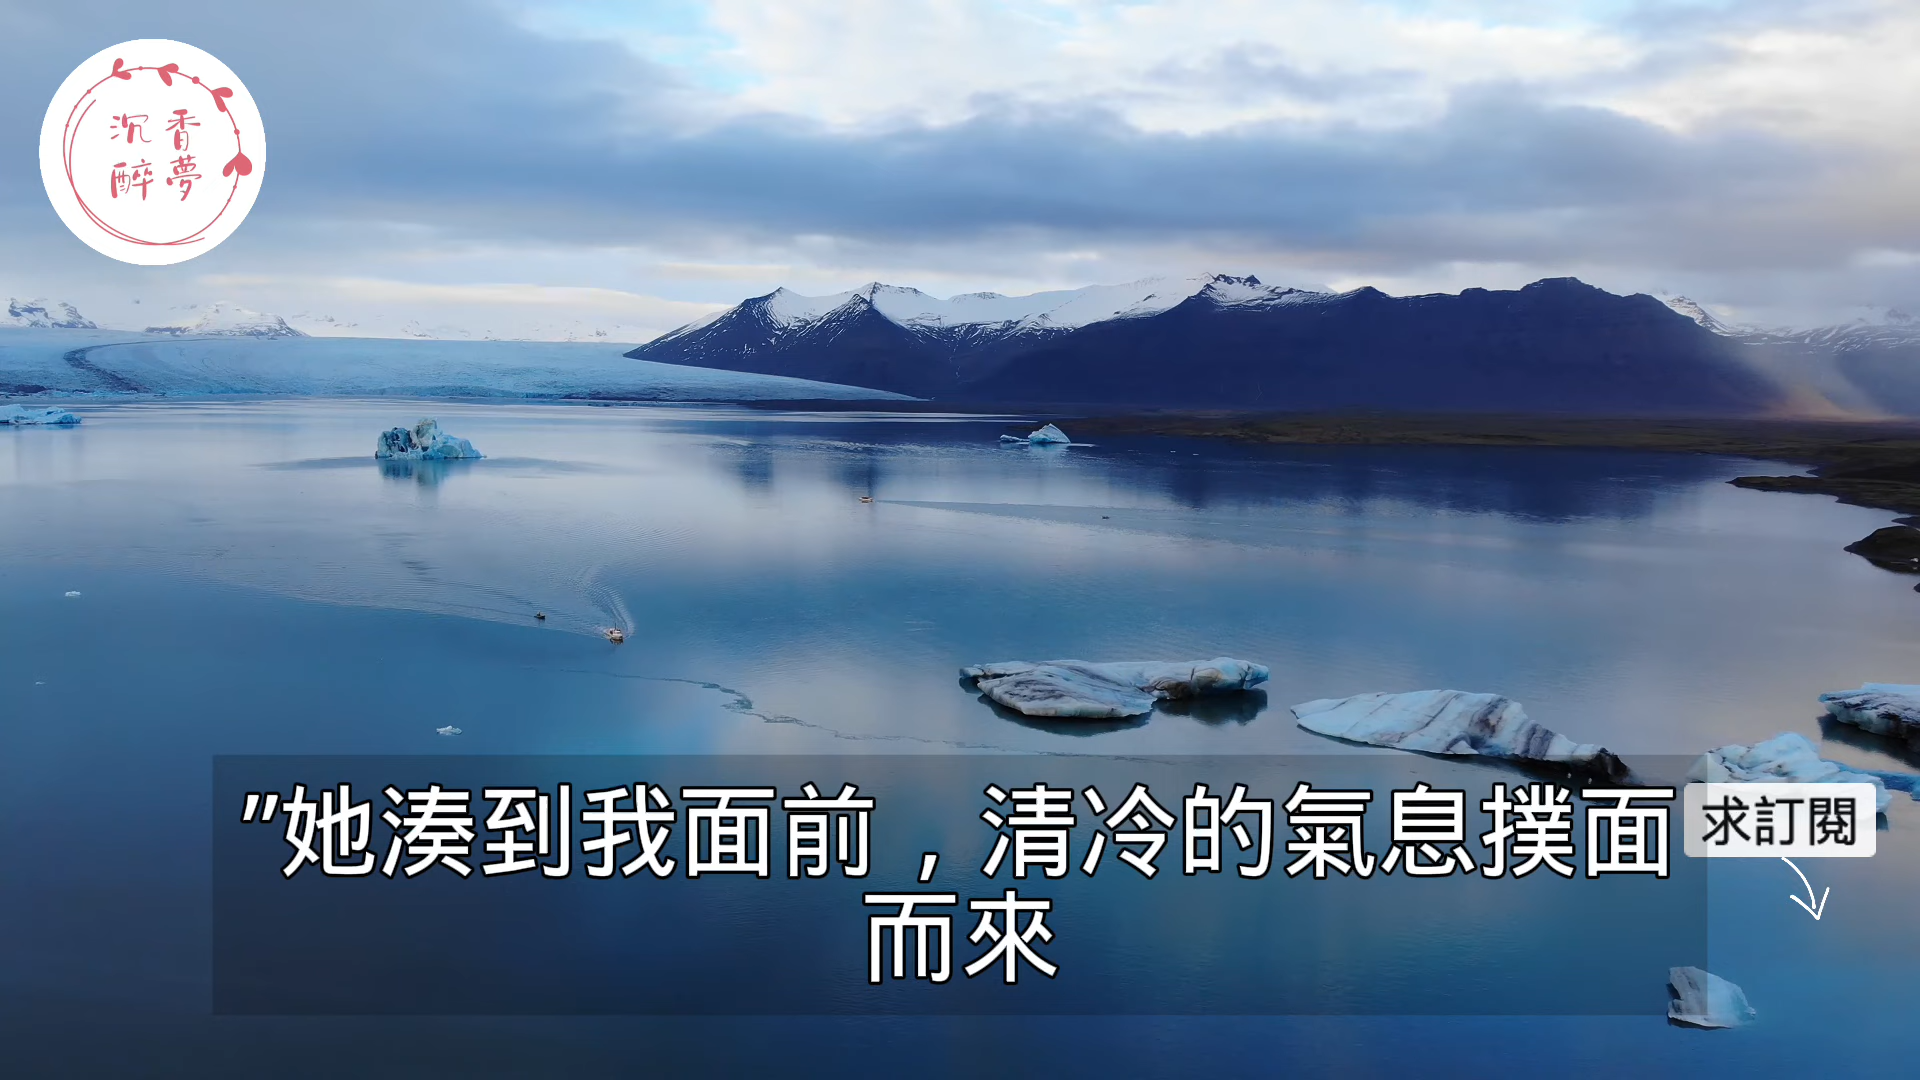 沉香
醉夢
”她湊到我面前，清冷的氣息撲面
而來
求訂閱